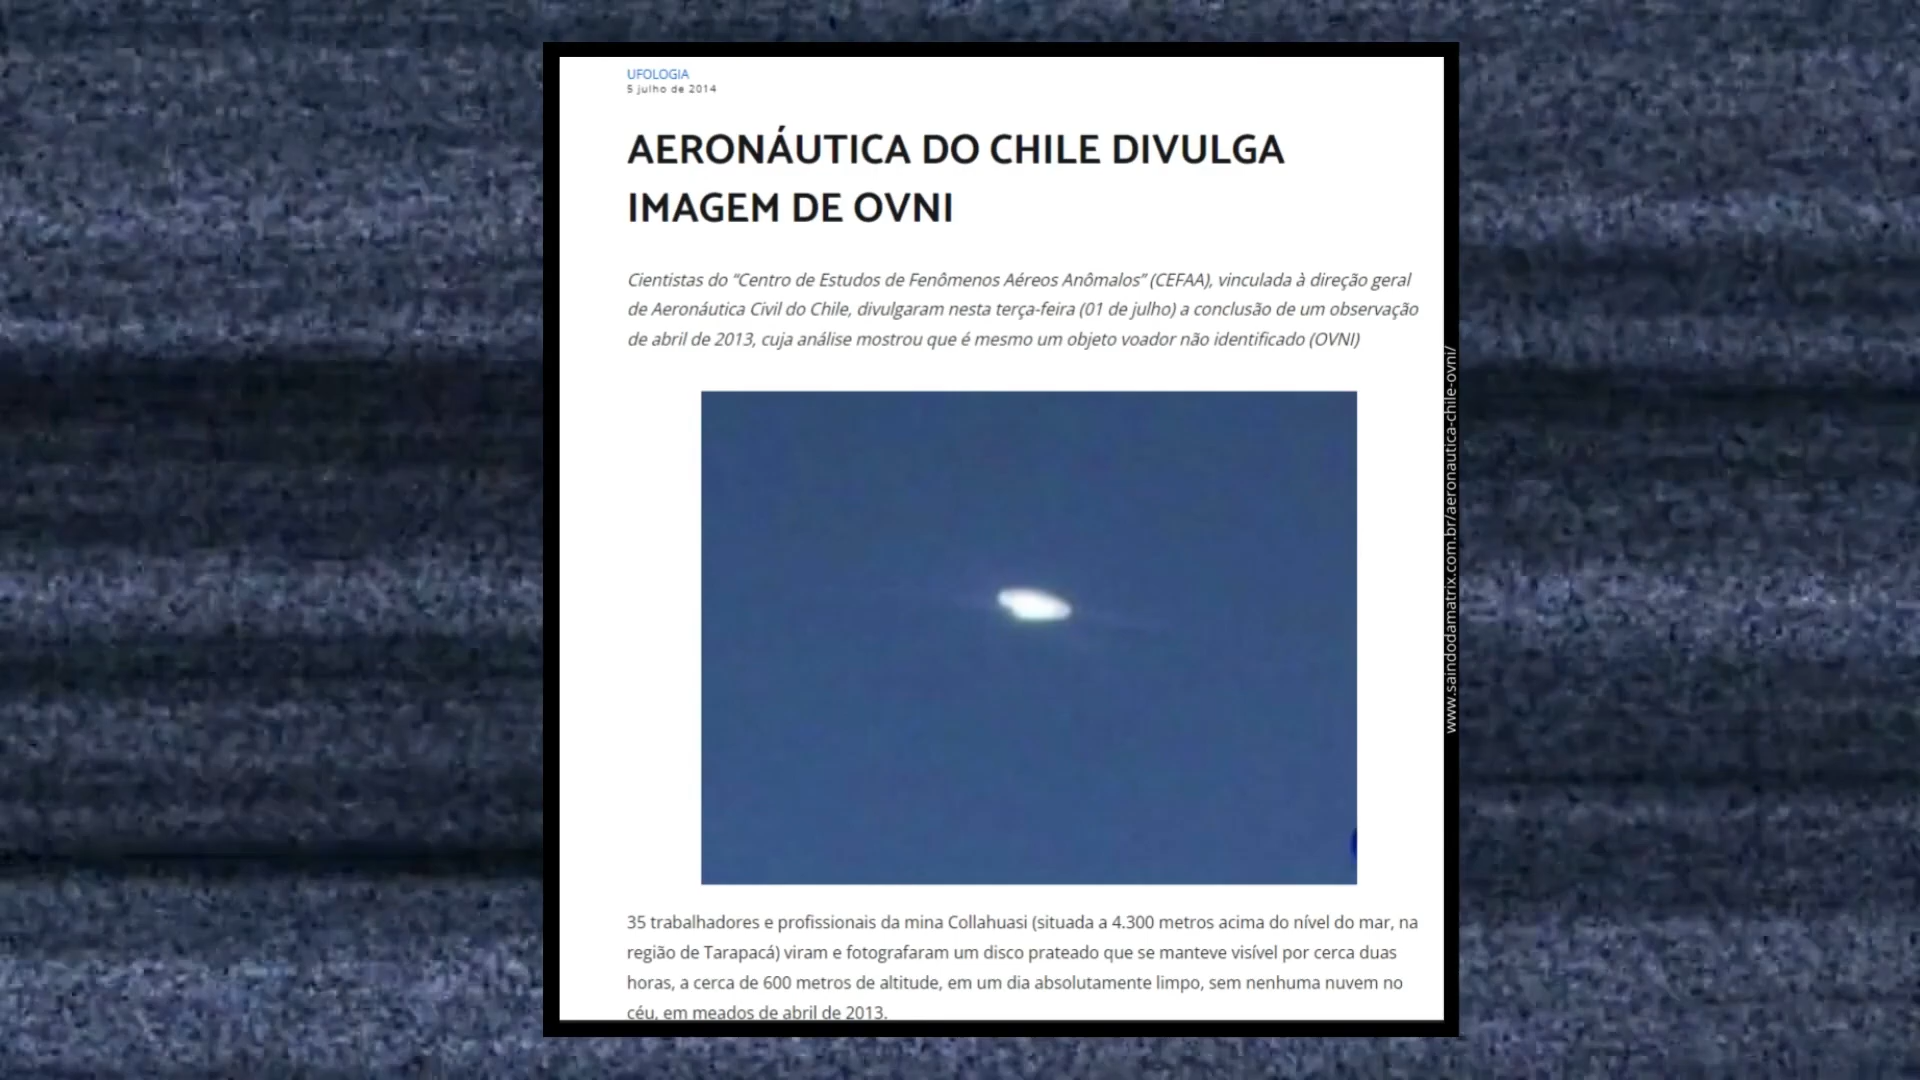 UFOLOGIA
5 julho de 2014
AERONÁUTICA DO CHILE DIVULGA
IMAGEM DE OVNI
Cientistas do “Centro de Estudos de Fenômenos Aéreos Anômalos” (CEFAA), vinculada à direção geral
de Aeronáutica Civil do Chile, divulgaram nesta terça-feira (01 de julho) a conclusão de um observação
de abril de 2013, cuja análise mostrou que é mesmo um objeto voador não identificado (OVNI)
35 trabalhadores e profissionais da mina Collahuasi (situada a 4.300 metros acima do nível do mar, na
região de Tarapacá) viram e fotografaram um disco prateado que se manteve visível por cerca duas
horas, a cerca de 600 metros de altitude, em um dia absolutamente limpo, sem nenhuma nuvem no
céu, em meados de abril de 2013.
www.saindodamatrix.com.br/aeronautica-chile-ovni/